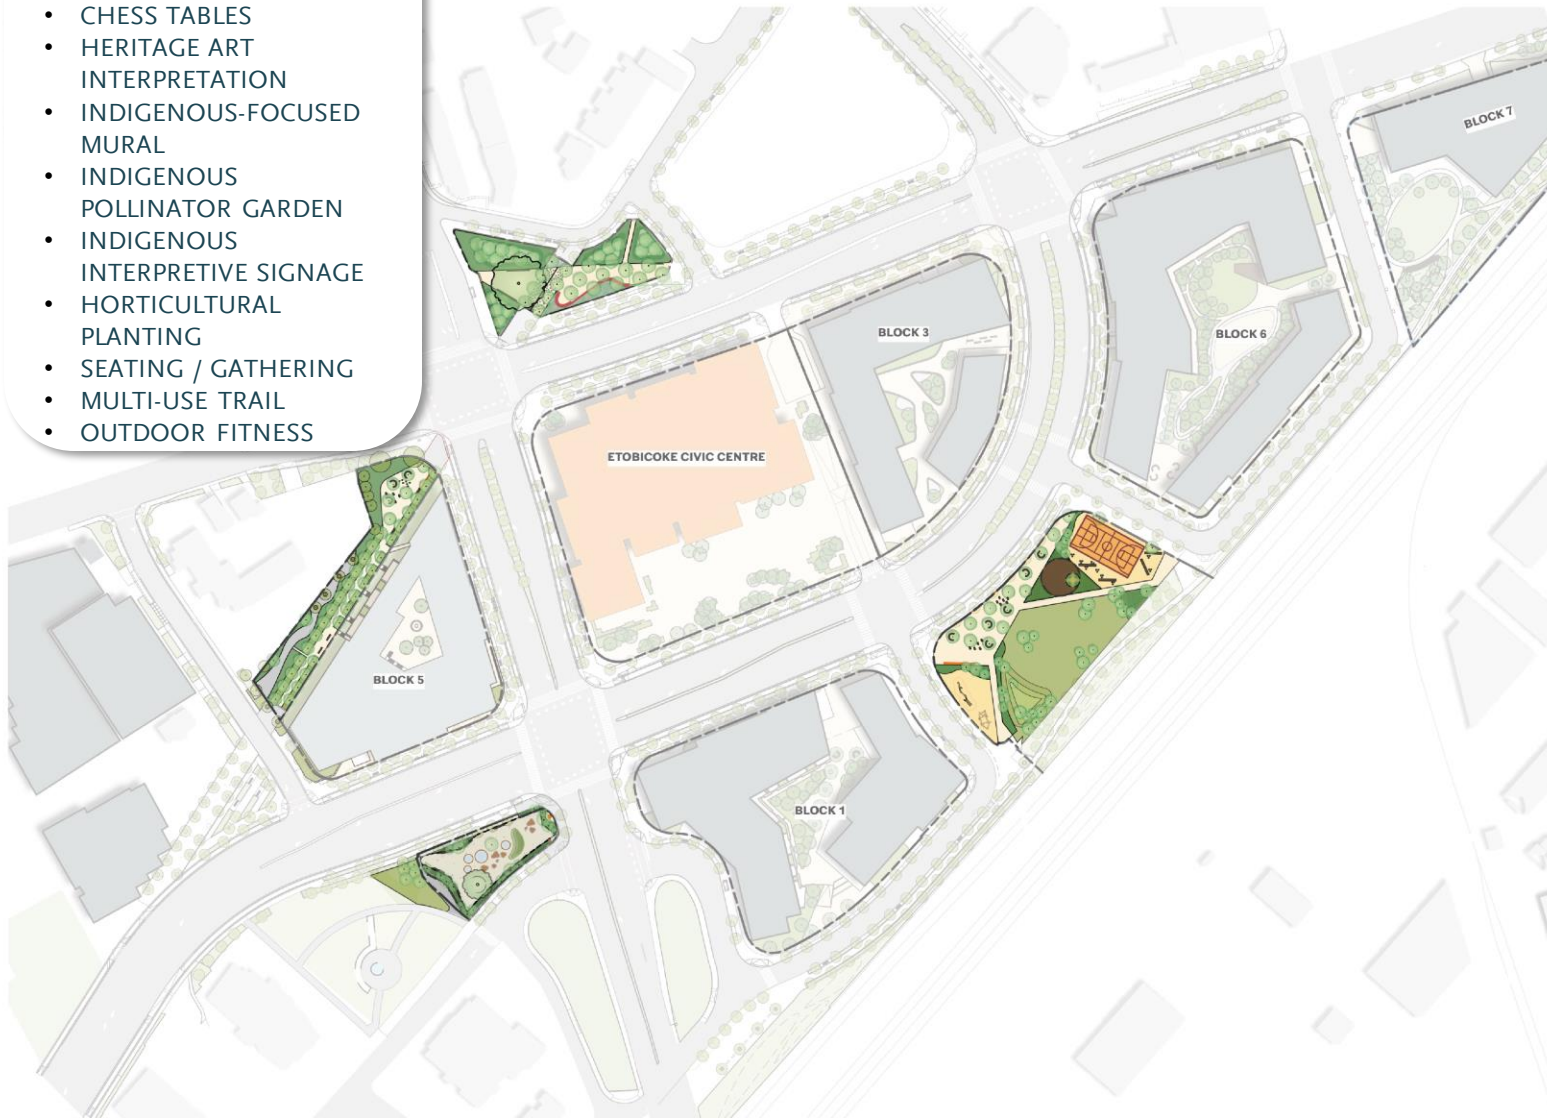 • CHESS TABLES
• HERITAGE ART
INTERPRETATION
• INDIGENOUS-FOCUSED
MURAL
• INDIGENOUS
POLLINATOR GARDEN
• INDIGENOUS
INTERPRETIVE SIGNAGE
• HORTICULTURAL
PLANTING
• SEATING / GATHERING
• MULTI-USE TRAIL
• OUTDOOR FITNESS
BLOCK 7
BLOCK 3
BLOCK 6
ETOBICOKE CIVIC CENTRE
BLOCK 5
BLOCK 1